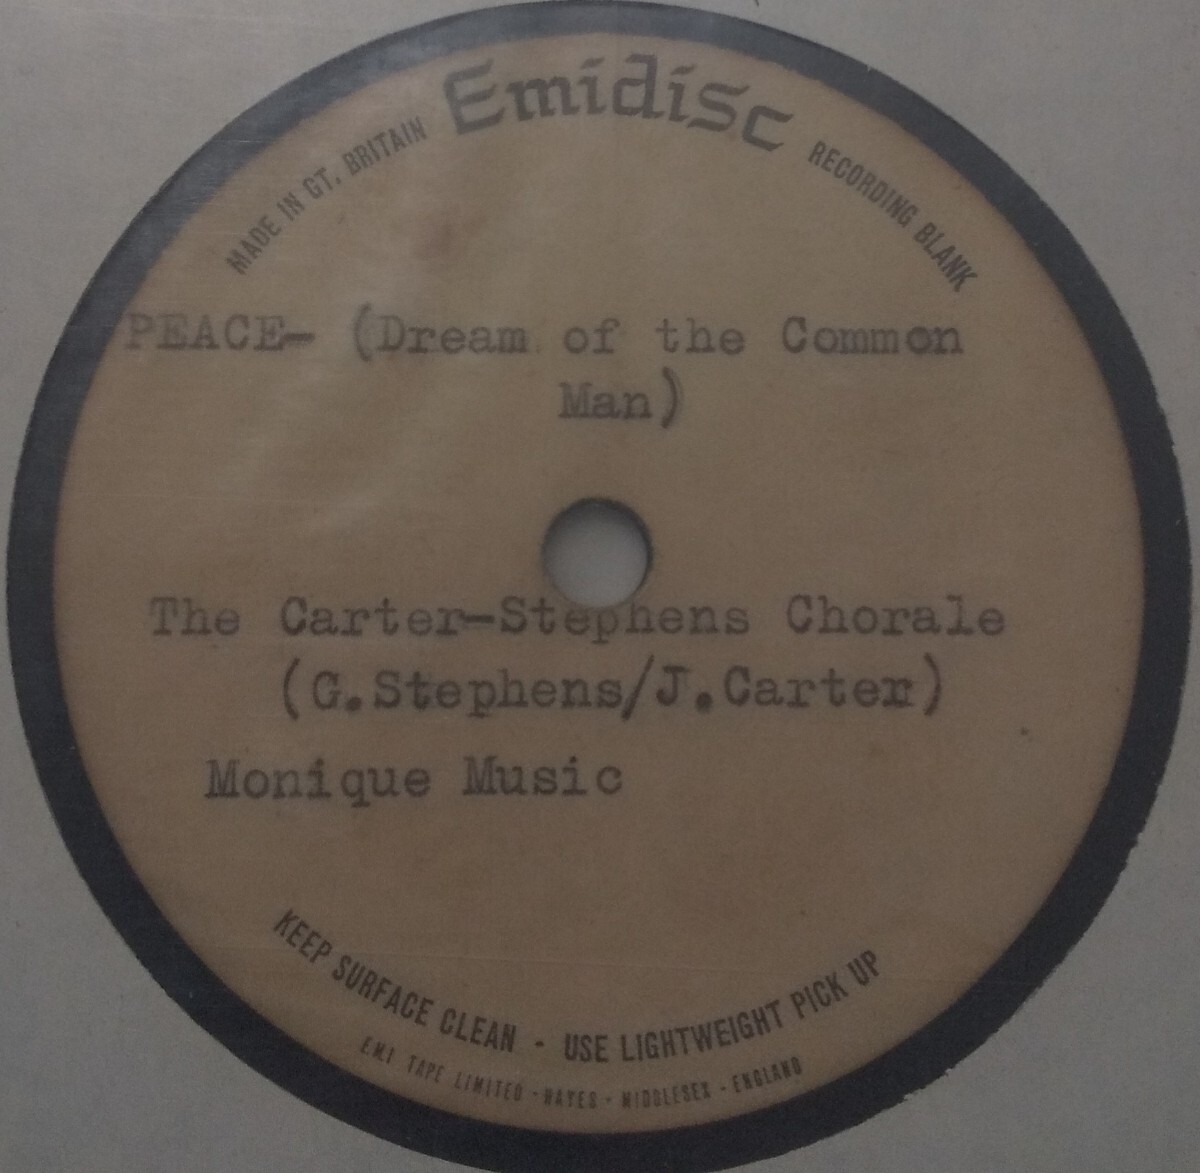 Emidisc
MADE IN GT. BRITAIN
RECORDING BLANK
PEACE- (Dream of the Common
Man)
The Carter-Stephens Chorale
(G.Stephens/J.Carter)
Monique Music
KEEP SURFACE CLEAN · USE LIGHTWEIGHT PICK UP
E.M.I TAPE LIMITED · HAYES · MIDDLESEX · ENGLAND